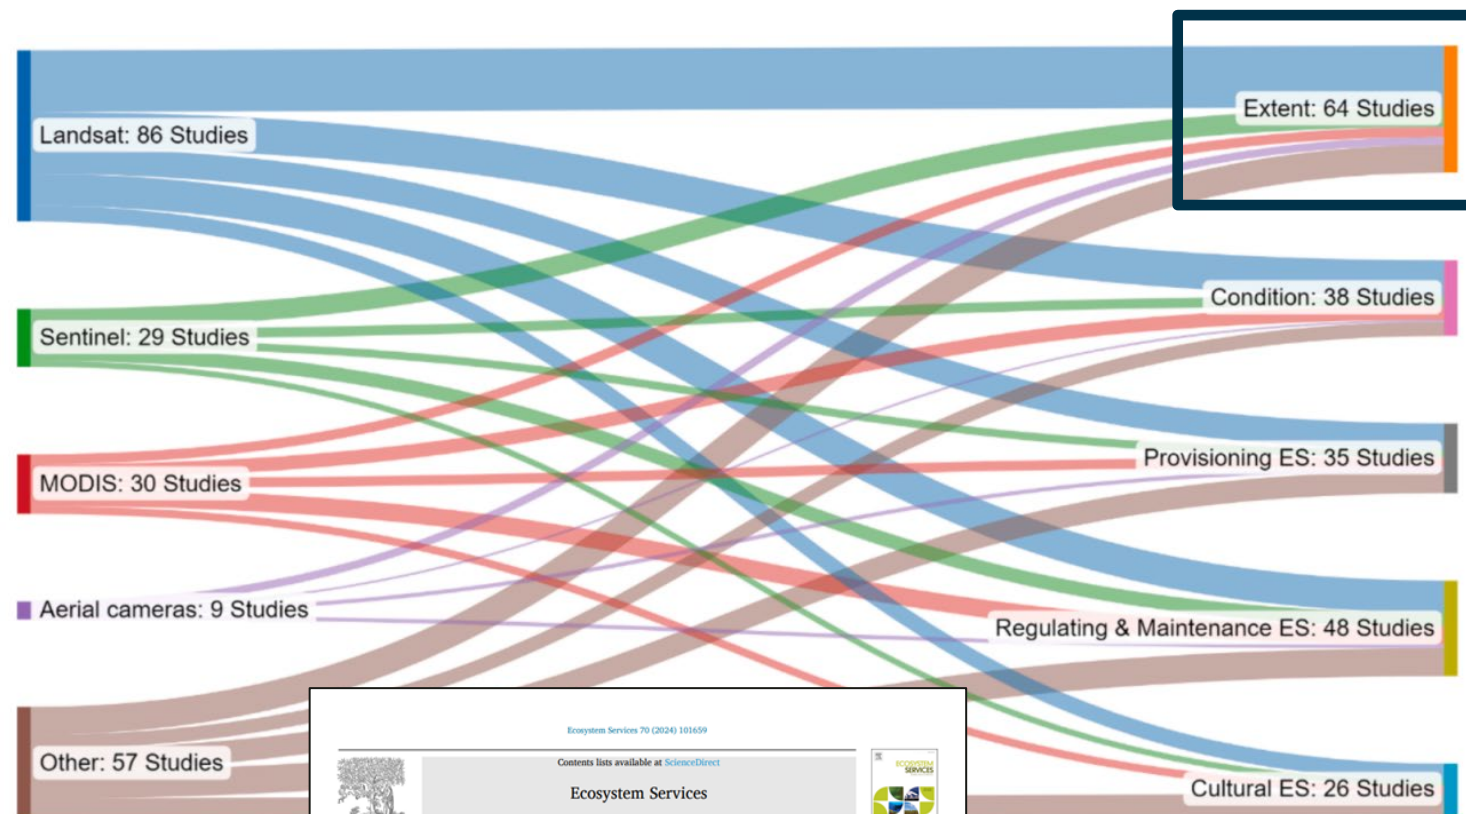 Extent: 64 Studies
Landsat: 86 Studies
Condition: 38 Studies
Sentinel: 29 Studies
Provisioning ES: 35 Studies
MODIS: 30 Studies
Aerial cameras: 9 Studies
Regulating & Maintenance ES: 48 Studies
Other: 57 Studies
Cultural ES: 26 Studies
Ecosystem Services 70 (2024) 101659
Contents lists available at ScienceDirect
Ecosystem Services
ECOSYSTEM
SERVICES